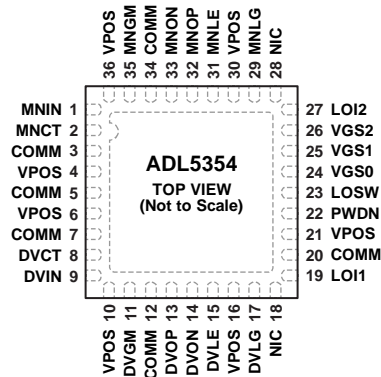 36 VPOS
35 MNGM
34 COMM
33 MNON
32 MNOP
31 MNLE
30 VPOS
29 MNLG
28 NIC
MNIN 1
MNCT 2
COMM 3
VPOS 4
COMM 5
VPOS 6
COMM 7
DVCT 8
DVIN 9
ADL5354
TOP VIEW
(Not to Scale)
27 LOI2
26 VGS2
25 VGS1
24 VGS0
23 LOSW
22 PWDN
21 VPOS
20 COMM
19 LOI1
VPOS 10
DVGM 11
COMM 12
DVOP 13
DVON 14
DVLE 15
VPOS 16
DVLG 17
NIC 18